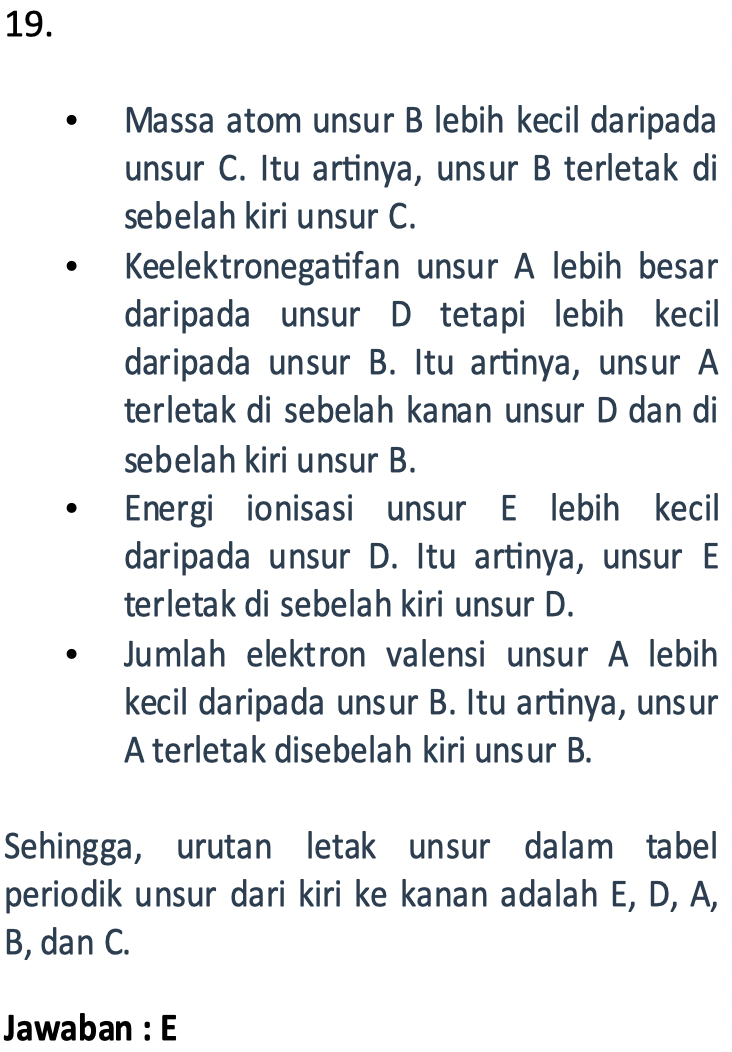 19.
• Massa atom unsur B lebih kecil daripada
unsur C. Itu artinya, unsur B terletak di
sebelah kiri unsur C.
• Keelektronegatifan unsur A lebih besar
daripada unsur D tetapi lebih kecil
daripada unsur B. Itu artinya, unsur A
terletak di sebelah kanan unsur D dan di
sebelah kiri unsur B.
• Energi ionisasi unsur E lebih kecil
daripada unsur D. Itu artinya, unsur E
terletak di sebelah kiri unsur D.
• Jumlah elektron valensi unsur A lebih
kecil daripada unsur B. Itu artinya, unsur
A terletak disebelah kiri unsur B.
Sehingga, urutan letak unsur dalam tabel
periodik unsur dari kiri ke kanan adalah E, D, A,
B, dan C.
Jawaban : E